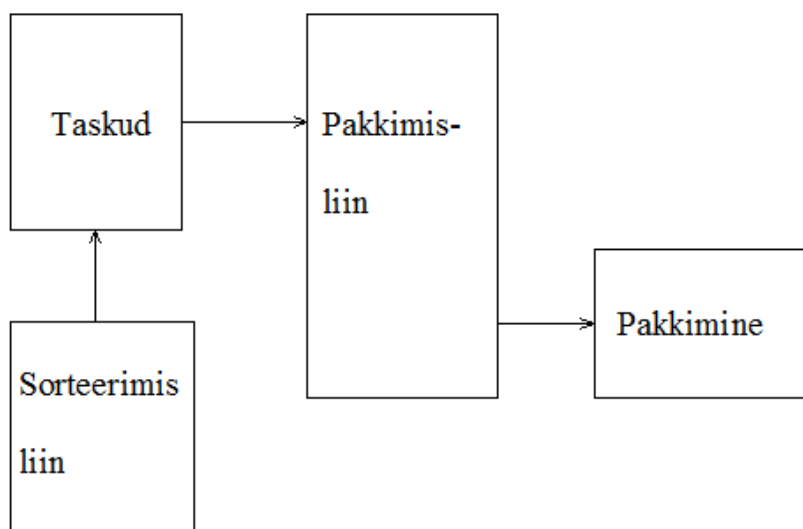 Taskud
Pakkimis-
liin
Pakkimine
Sorteerimis
liin